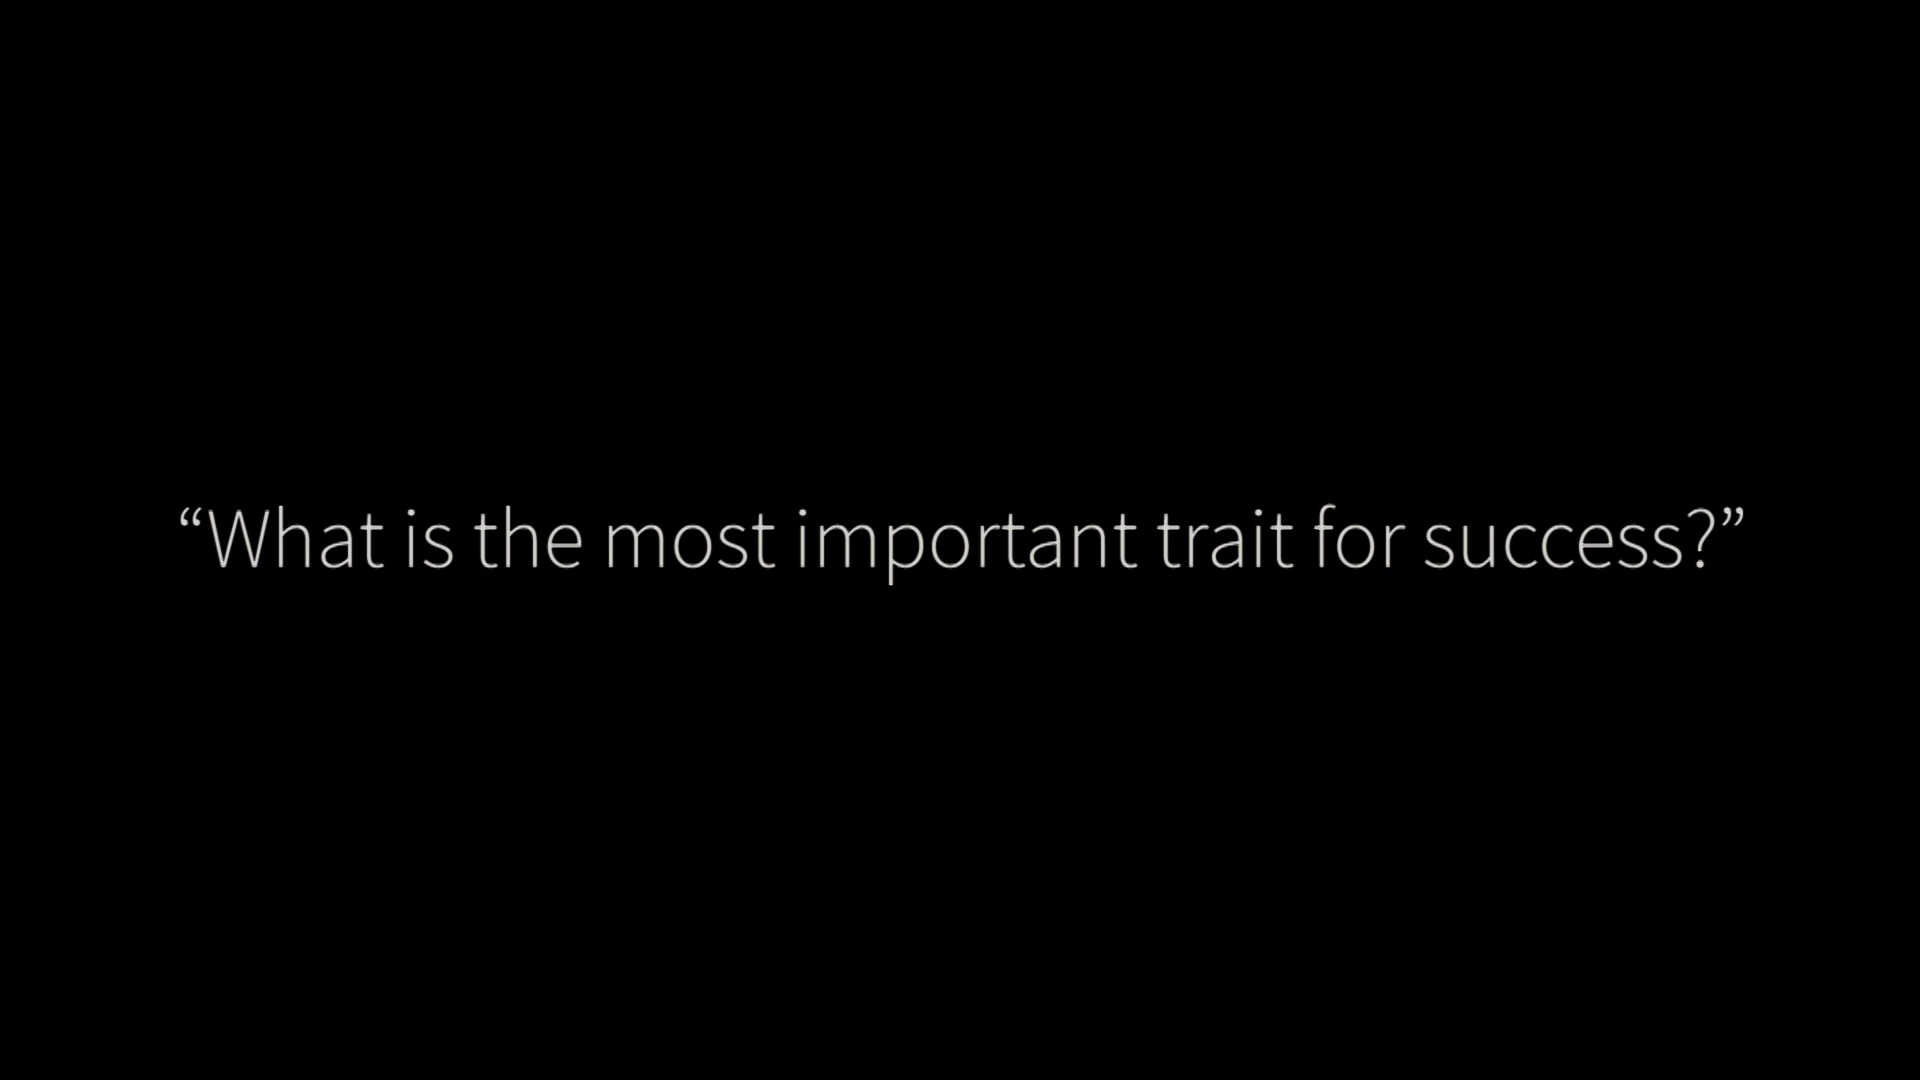 “What is the most important trait for success?”